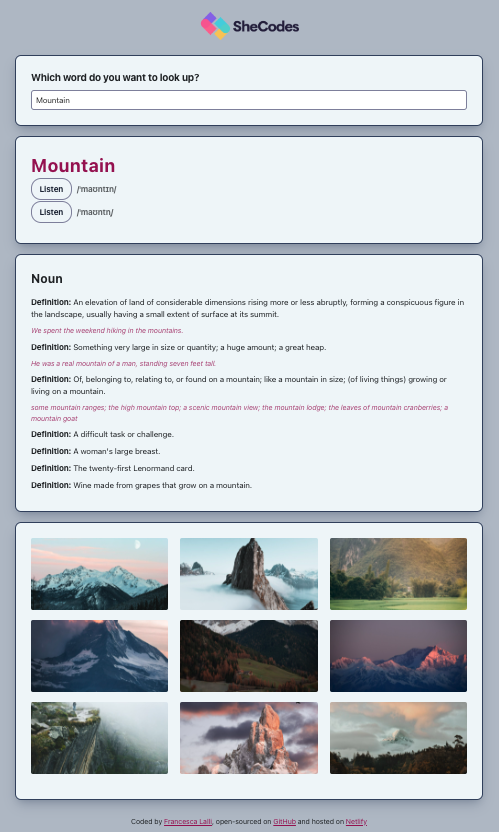 SheCodes
Which word do you want to look up?
Mountain
Mountain
Listen /ˈmaʊntɪn/
Listen /ˈmaʊntn/
Noun
Definition: An elevation of land of considerable dimensions rising more or less abruptly, forming a conspicuous figure in
the landscape, usually having a small extent of surface at its summit.
We spent the weekend hiking in the mountains.
Definition: Something very large in size or quantity; a huge amount; a great heap.
He was a real mountain of a man, standing seven feet tall.
Definition: Of, belonging to, relating to, or found on a mountain; like a mountain in size; (of living things) growing or
living on a mountain.
some mountain ranges; the high mountain top; a scenic mountain view; the mountain lodge; the leaves of mountain cranberries; a
mountain goat
Definition: A difficult task or challenge.
Definition: A woman's large breast.
Definition: The twenty-first Lenormand card.
Definition: Wine made from grapes that grow on a mountain.
Coded by Francesca Lalli, open-sourced on GitHub and hosted on Netlify